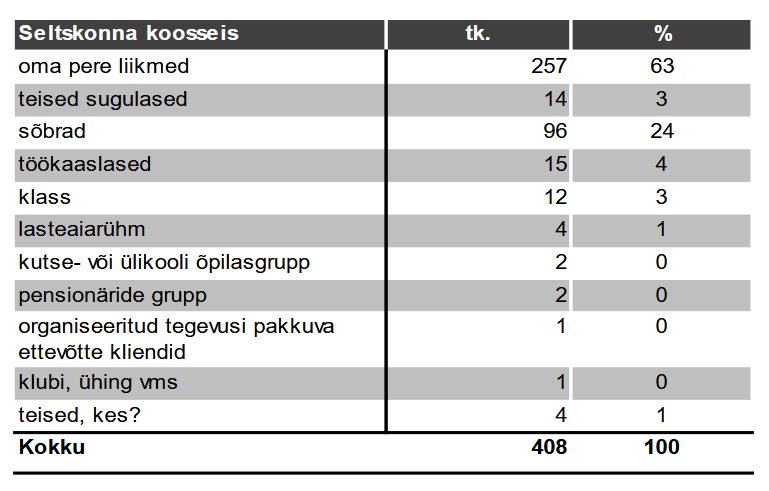 Seltskonna koosseis tk. %
oma pere liikmed 257 63
teised sugulased 14 3
sõbrad 96 24
töökaaslased 15 4
klass 12 3
lasteaiarühm 4 1
kutse- või ülikooli õpilasgrupp 2 0
pensionäride grupp 2 0
organiseeritud tegevusi pakkuva
ettevõtte kliendid 1 0
klubi, ühing vms 1 0
teised, kes? 4 1
Kokku 408 100